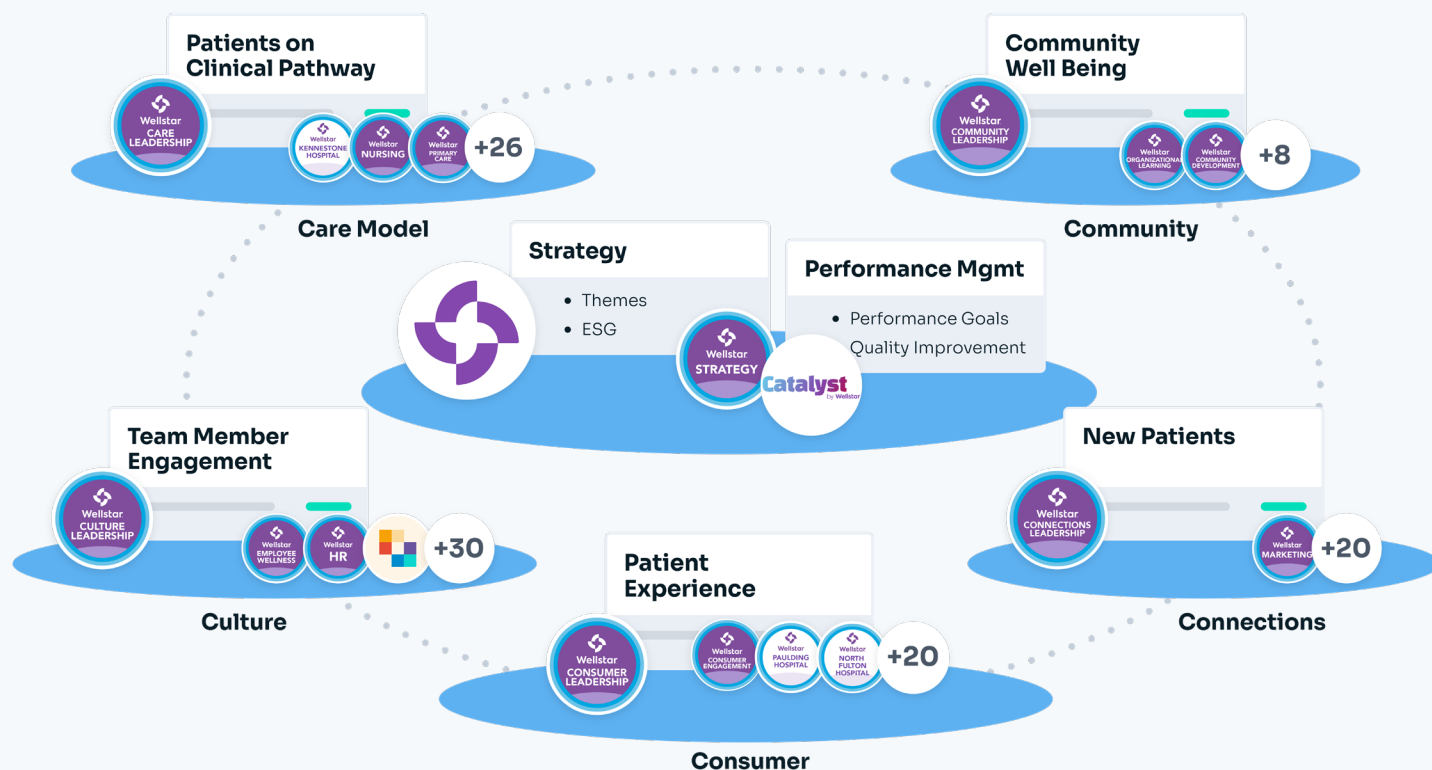 Patients on
Clinical Pathway
Wellstar
CARE
LEADERSHIP
Wellstar
KENNESTONE
HOSPITAL
Wellstar
NURSING
Wellstar
PRIMARY
CARE
+26
Care Model
Community
Well Being
Wellstar
COMMUNITY
LEADERSHIP
Wellstar
ORGANIZATIONAL
LEARNING
Wellstar
COMMUNITY
DEVELOPMENT
+8
Community
Strategy
• Themes
• ESG
Wellstar
STRATEGY
Performance Mgmt
• Performance Goals
Quality Improvement
Catalyst
by Wellstar
Team Member
Engagement
Wellstar
CULTURE
LEADERSHIP
Wellstar
EMPLOYEE
WELLNESS
Wellstar
HR
+30
Culture
New Patients
Wellstar
CONNECTIONS
LEADERSHIP
Wellstar
MARKETING
+20
Connections
Patient
Experience
Wellstar
CONSUMER
LEADERSHIP
Wellstar
CONSUMER
ENGAGEMENT
Wellstar
PAULDING
HOSPITAL
Wellstar
NORTH
FULTON
HOSPITAL
+20
Consumer